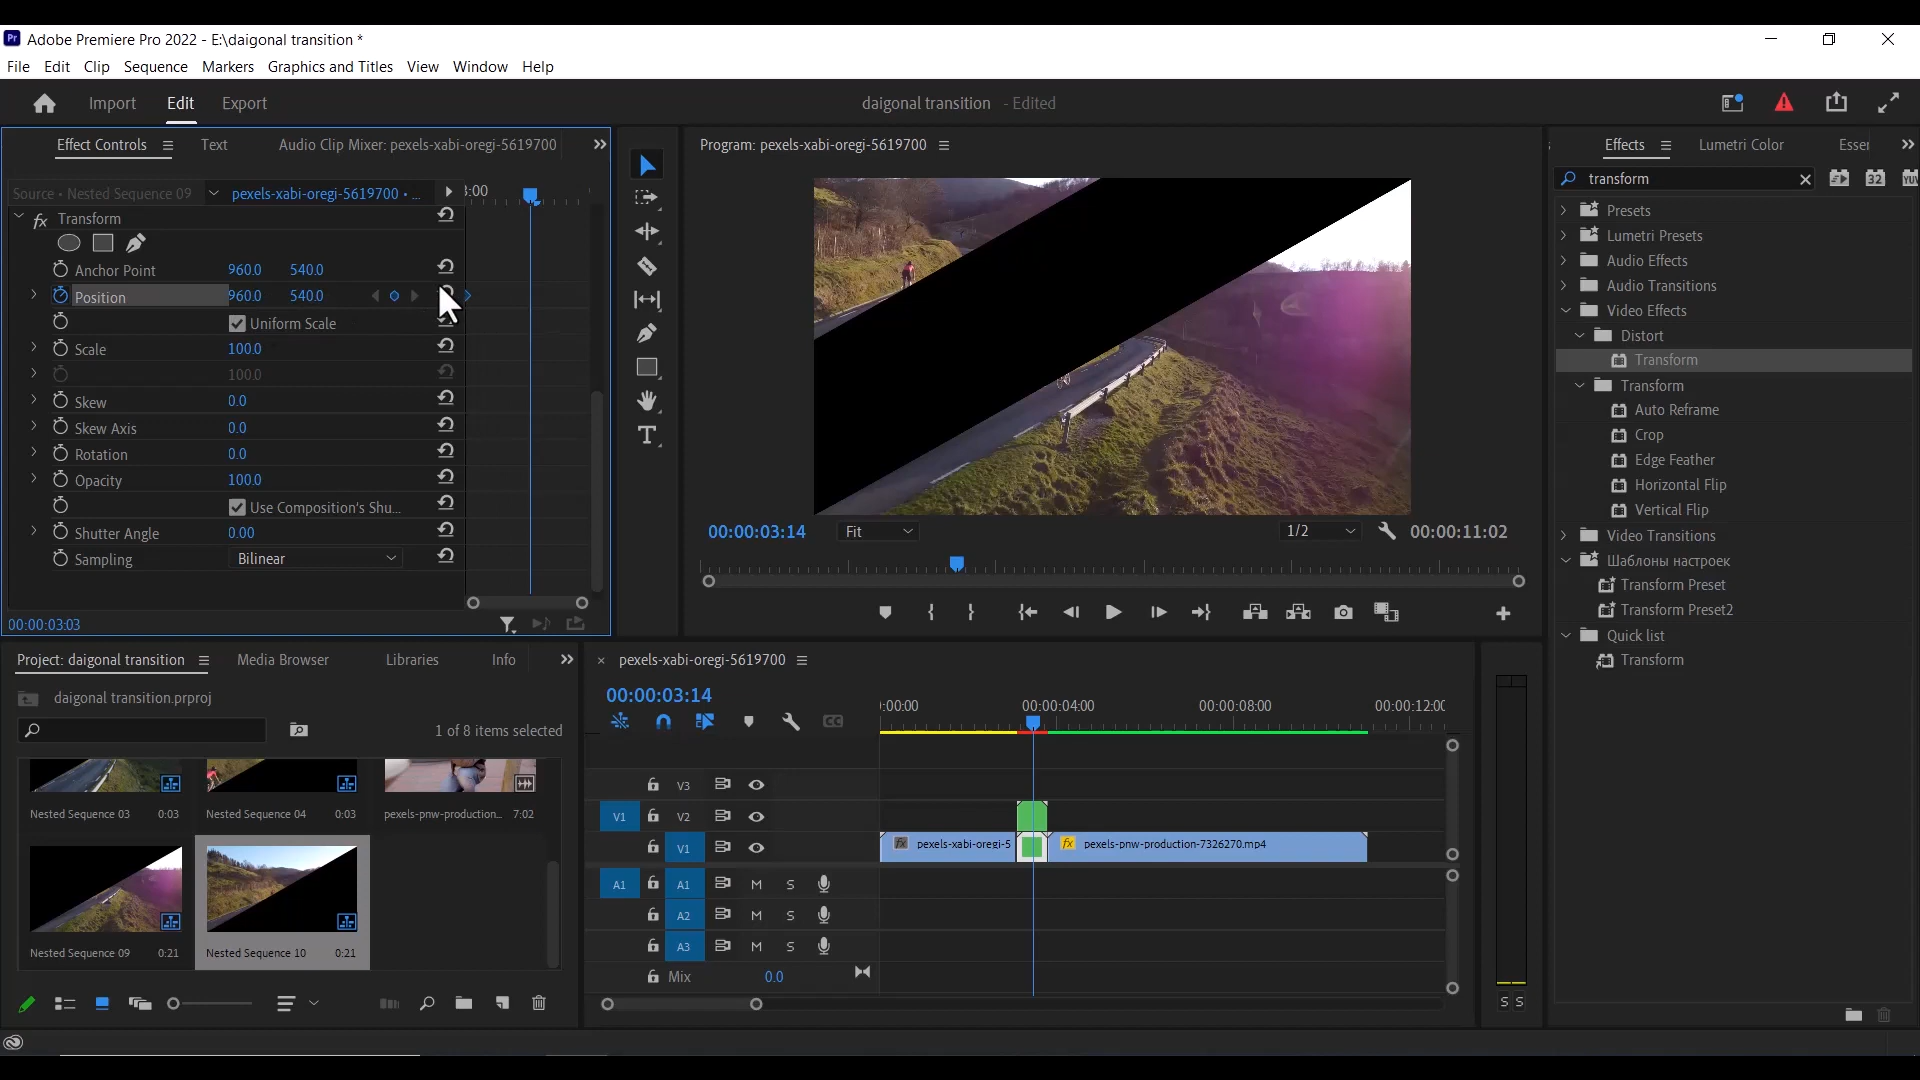 Pr Adobe Premiere Pro 2022 - E:\daigonal transition *
File Edit Clip Sequence Markers Graphics and Titles View Window Help
Import Edit Export
daigonal transition - Edited
Effect Controls Text Audio Clip Mixer: pexels-xabi-oregi-5619700
Source • Nested Sequence 09 pexels-xabi-oregi-5619700 • ... :00
fx Transform
Anchor Point 960.0 540.0
Position 960.0 540.0
Uniform Scale
Scale 100.0
100.0
Skew 0.0
Skew Axis 0.0
Rotation 0.0
Opacity 100.0
Use Composition's Shu...
Shutter Angle 0.00
Sampling Bilinear
00:00:03:03
Program: pexels-xabi-oregi-5619700
00:00:03:14 Fit 1/2 00:00:11:02
Effects Lumetri Color Esser
transform 32 YUV
Presets
Lumetri Presets
Audio Effects
Audio Transitions
Video Effects
Distort
Transform
Transform
Auto Reframe
Crop
Edge Feather
Horizontal Flip
Vertical Flip
Video Transitions
Шаблоны настроек
Transform Preset
Transform Preset2
Quick list
Transform
Project: daigonal transition Media Browser Libraries Info
daigonal transition.prproj
1 of 8 items selected
Nested Sequence 03 0:03
Nested Sequence 04 0:03
pexels-pnw-production... 7:02
Nested Sequence 09 0:21
Nested Sequence 10 0:21
× pexels-xabi-oregi-5619700
00:00:03:14
CC
:00:00 00:00:04:00 00:00:08:00 00:00:12:00
V3
V1 V2
V1 fx pexels-xabi-oregi-5 fx pexels-pnw-production-7326270.mp4
A1 A1 M S
A2 M S
A3 M S
Mix 0.0
S S